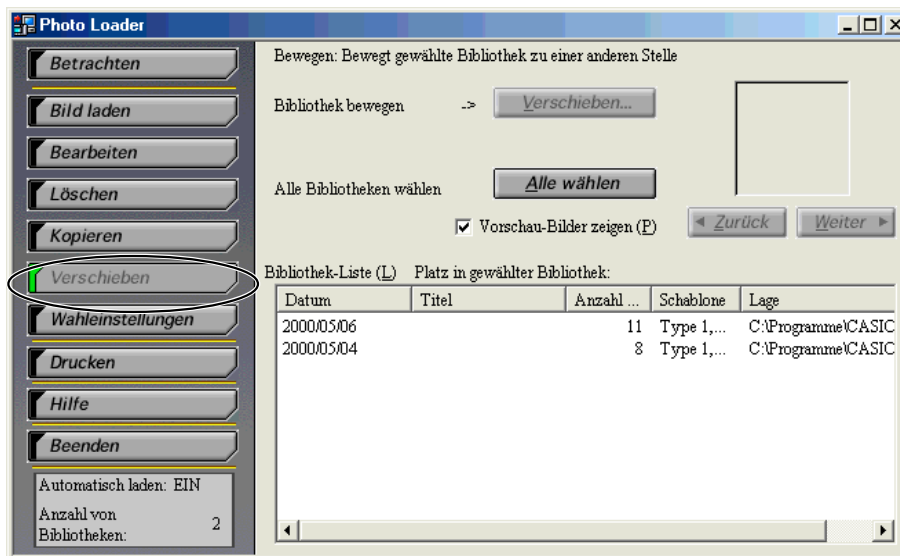 Photo Loader
Betrachten
Bild laden
Bearbeiten
Löschen
Kopieren
Verschieben
Wahleinstellungen
Drucken
Hilfe
Beenden
Automatisch laden: EIN
Anzahl von
Bibliotheken: 2
Bewegen: Bewegt gewählte Bibliothek zu einer anderen Stelle
Bibliothek bewegen -> Verschieben...
Alle Bibliotheken wählen Alle wählen
Vorschau-Bilder zeigen (P) Zurück Weiter
Bibliothek-Liste (L) Platz in gewählter Bibliothek:
Datum Titel Anzahl ... Schablone Lage
2000/05/06 11 Type 1,... C:\Programme\CASIC
2000/05/04 8 Type 1,... C:\Programme\CASIC